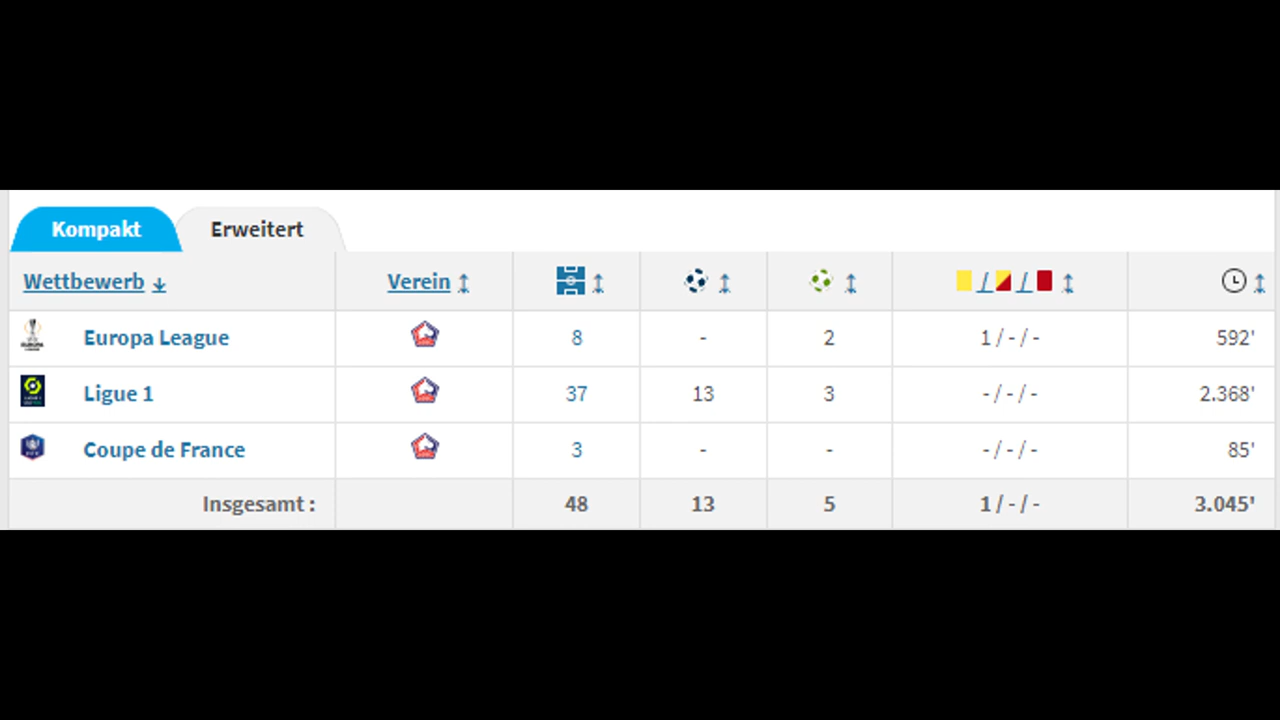 Kompakt Erweitert
Wettbewerb Verein
Europa League 8 - 2 1 / - / - 592'
Ligue 1 37 13 3 - / - / - 2.368'
Coupe de France 3 - - - / - / - 85'
Insgesamt : 48 13 5 1 / - / - 3.045'